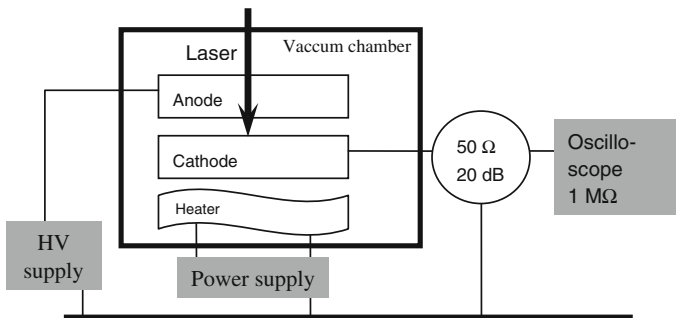 Laser
Vaccum chamber
Anode
Cathode
Heater
50 Ω
20 dB
Oscillo-
scope
1 MΩ
HV
supply
Power supply